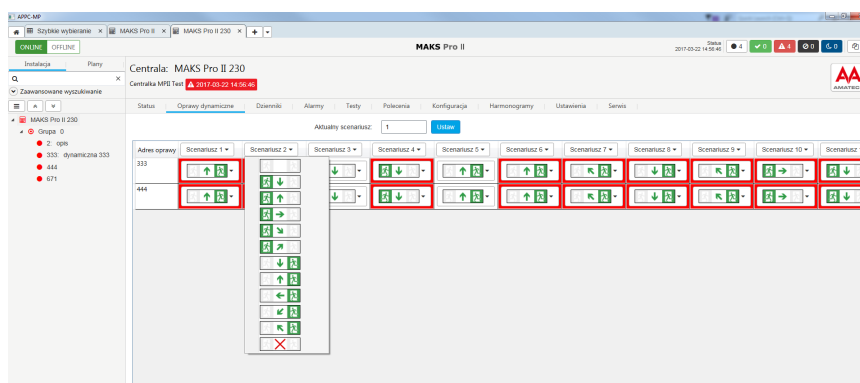 APPC-MP
Szybkie wybieranie × MAKS Pro II × MAKS Pro II 230 × +
ONLINE OFFLINE MAKS Pro II Status 2017-03-22 14:56:46 4 0 4 0 0
Instalacja Plany
Zaawansowane wyszukiwanie
MAKS Pro II 230
Grupa 0
2: opis
333: dynamiczna 333
444
671
Centrala: MAKS Pro II 230
Centralka MPII Test 2017-03-22 14:56:46
AMATEC
Status Oprawy dynamiczne Dzienniki Alarmy Testy Polecenia Konfiguracja Harmonogramy Ustawienia Serwis
Aktualny scenariusz: 1 Ustaw
Adres oprawy Scenariusz 1 Scenariusz 2 Scenariusz 3 Scenariusz 4 Scenariusz 5 Scenariusz 6 Scenariusz 7 Scenariusz 8 Scenariusz 9 Scenariusz 10 Scenariusz
333
444